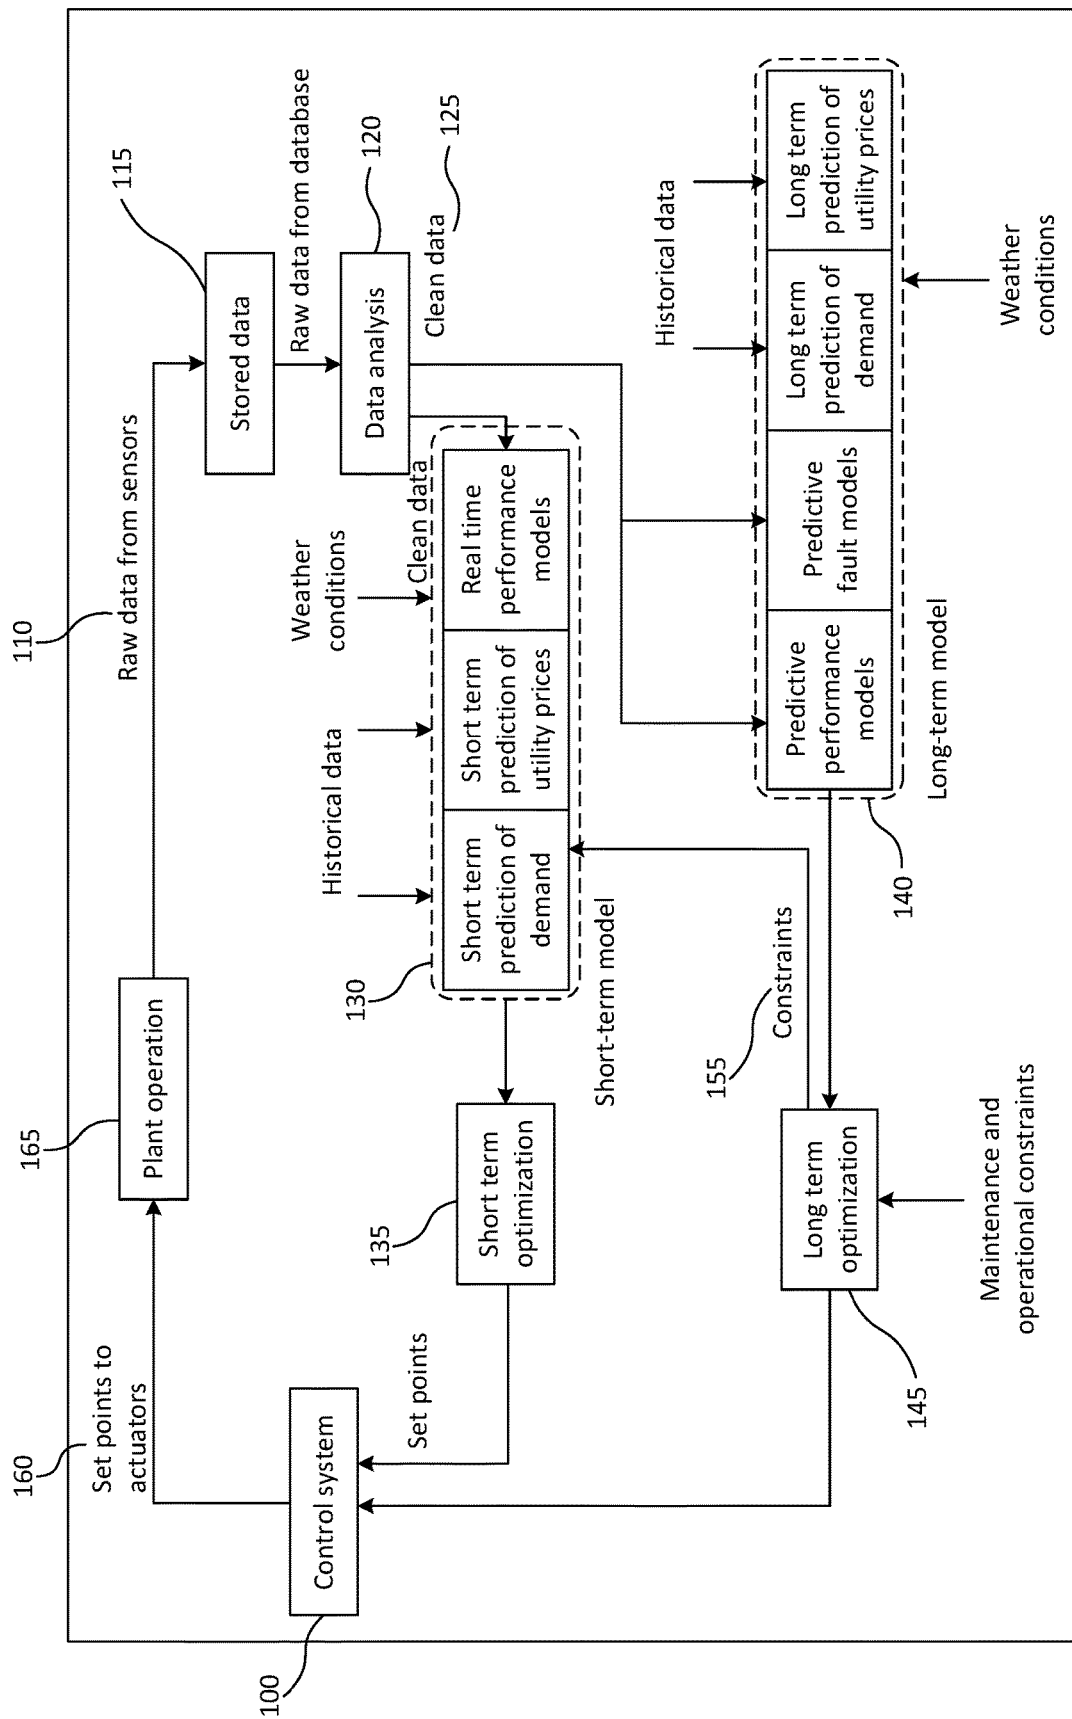 160
Set points to
actuators
165
Plant operation
110
Raw data from sensors
115
Stored data
Raw data from database
100
Control system
Set points
135
Short term
optimization
130
Historical data
Weather
conditions
Clean data
Short term
prediction of
demand
Short term
prediction of
utility prices
Real time
performance
models
Short-term model
Data analysis
120
Clean data
125
145
Long term
optimization
Maintenance and
operational constraints
155
Constraints
140
Predictive
performance
models
Predictive
fault models
Long term
prediction of
demand
Long term
prediction of
utility prices
Historical data
Long-term model
Weather
conditions